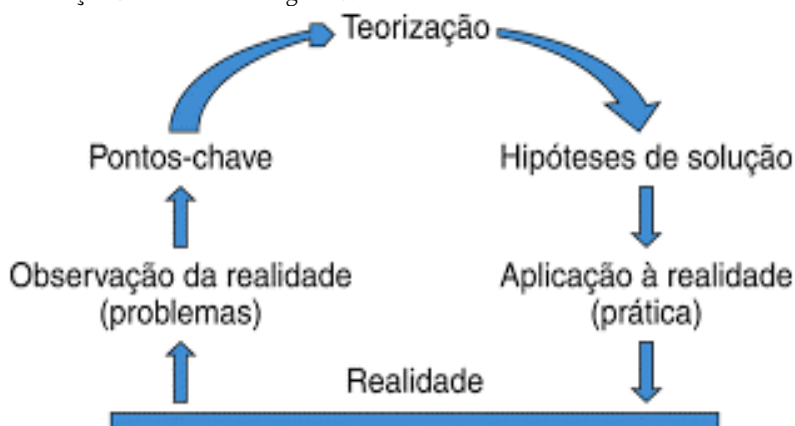 Teorização
Pontos-chave
Hipóteses de solução
Observação da realidade
(problemas)
Aplicação à realidade
(prática)
Realidade